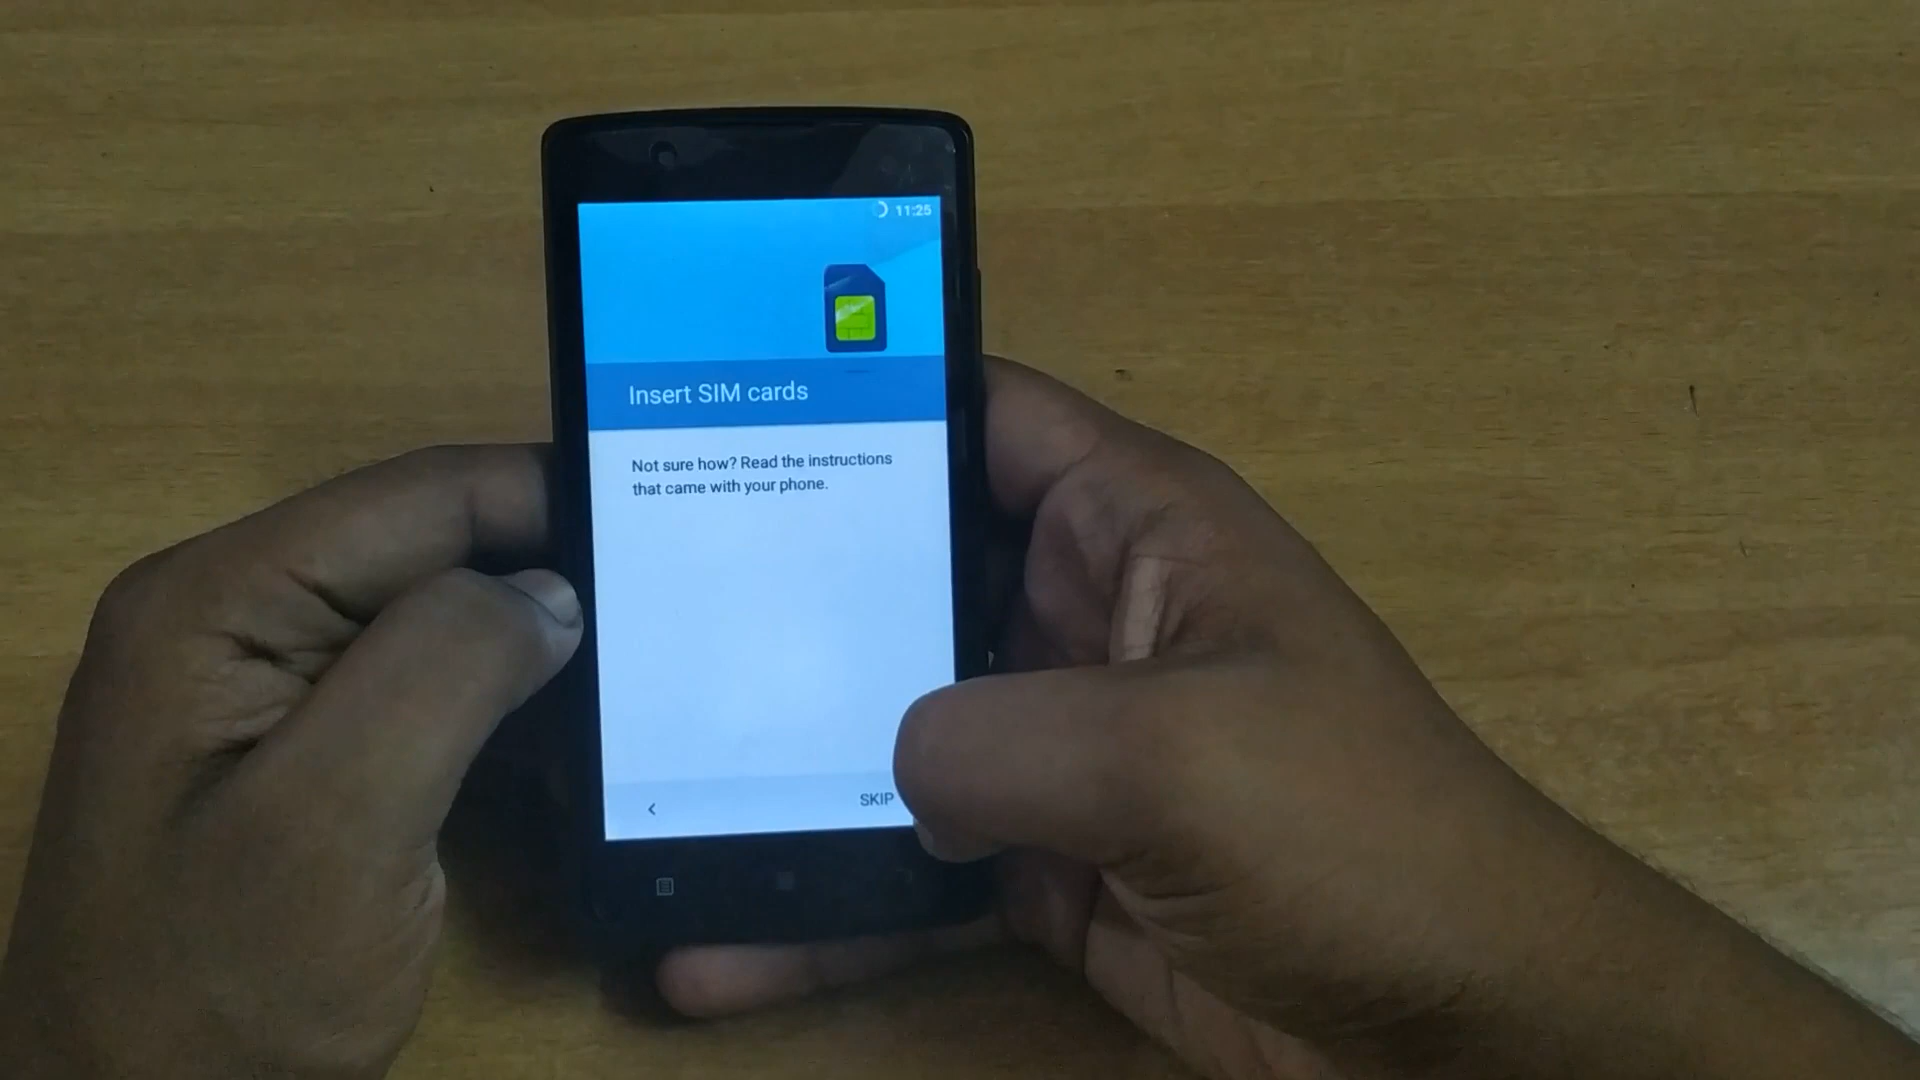 11:25
Insert SIM cards
Not sure how? Read the instructions
that came with your phone.
SKIP